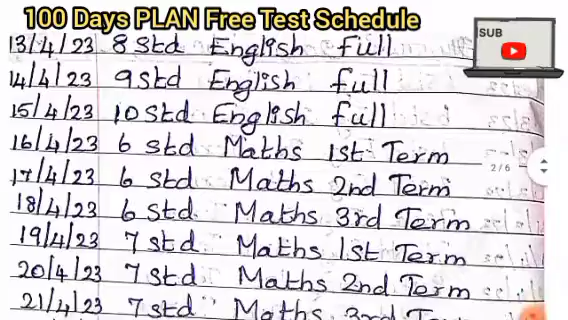 100 Days PLAN Free Test Schedule
SUB
13/4/23 8 Std English Full
14/4/23 9 Std English Full
15/4/23 10 Std English Full
16/4/23 6 Std Maths 1st Term
2/6
17/4/23 6 Std Maths 2nd Term
18/4/23 6 Std Maths 3rd Term
19/4/23 7 Std Maths 1st Term
20/4/23 7 Std Maths 2nd Term
21/4/23 7 Std Maths 3rd Term